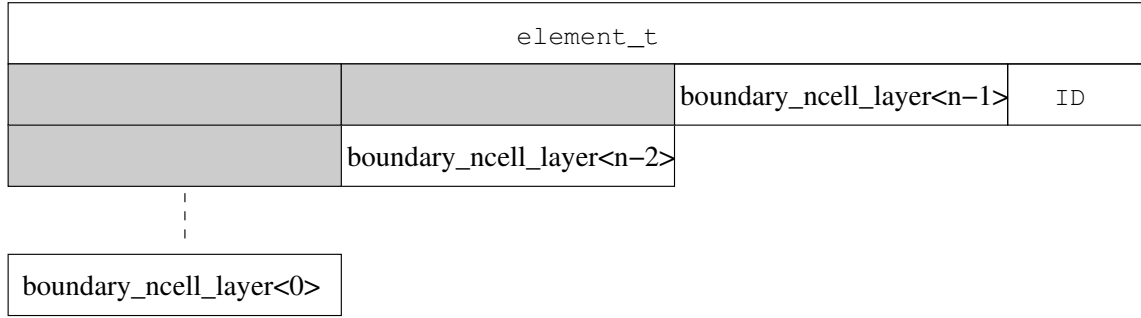 element_t
boundary_ncell_layer<n−1> ID
boundary_ncell_layer<n−2>
boundary_ncell_layer<0>